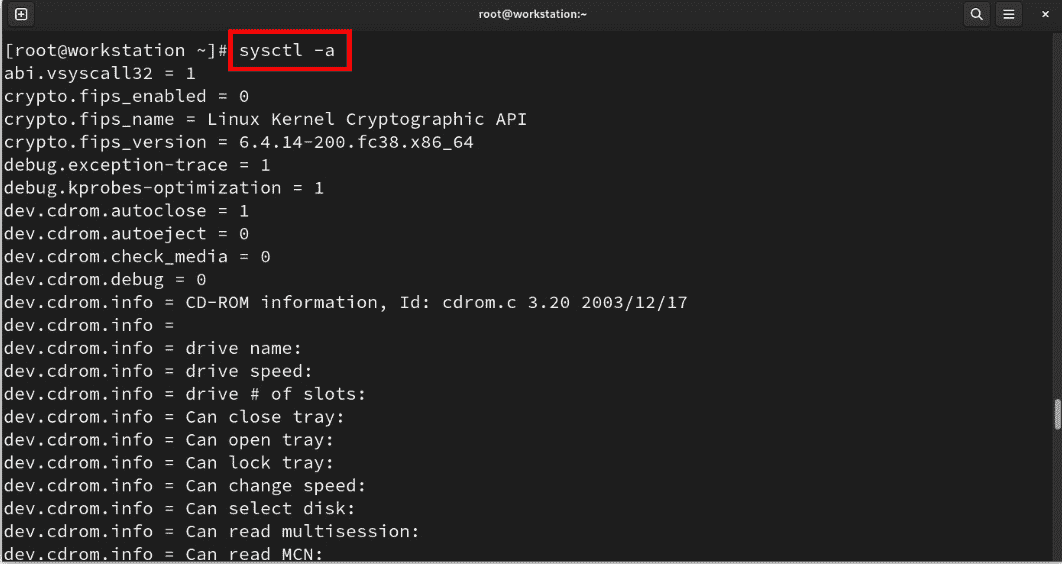 root@workstation:~
[root@workstation ~]# sysctl -a
abi.vsyscall32 = 1
crypto.fips_enabled = 0
crypto.fips_name = Linux Kernel Cryptographic API
crypto.fips_version = 6.4.14-200.fc38.x86_64
debug.exception-trace = 1
debug.kprobes-optimization = 1
dev.cdrom.autoclose = 1
dev.cdrom.autoeject = 0
dev.cdrom.check_media = 0
dev.cdrom.debug = 0
dev.cdrom.info = CD-ROM information, Id: cdrom.c 3.20 2003/12/17
dev.cdrom.info =
dev.cdrom.info = drive name:
dev.cdrom.info = drive speed:
dev.cdrom.info = drive # of slots:
dev.cdrom.info = Can close tray:
dev.cdrom.info = Can open tray:
dev.cdrom.info = Can lock tray:
dev.cdrom.info = Can change speed:
dev.cdrom.info = Can select disk:
dev.cdrom.info = Can read multisession:
dev.cdrom.info = Can read MCN: